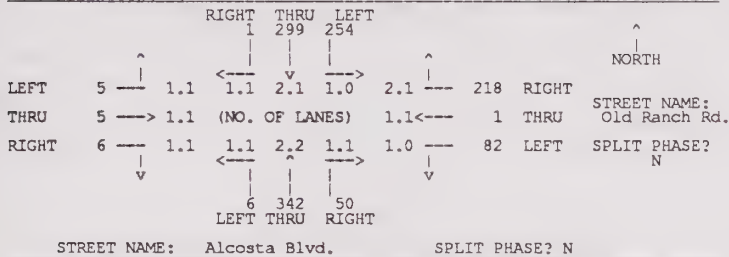 RIGHT THRU LEFT
1 299 254 ^
| | | |
^ | | | ^ NORTH
| <--- v ---> |
LEFT 5 --- 1.1 1.1 2.1 1.0 2.1 --- 218 RIGHT
STREET NAME:
THRU 5 ---> 1.1 (NO. OF LANES) 1.1<--- 1 THRU Old Ranch Rd.
RIGHT 6 --- 1.1 1.1 2.2 1.1 1.0 --- 82 LEFT SPLIT PHASE?
| <--- ^ ---> | N
v | | | v
| | |
6 342 50
LEFT THRU RIGHT
STREET NAME: Alcosta Blvd. SPLIT PHASE? N